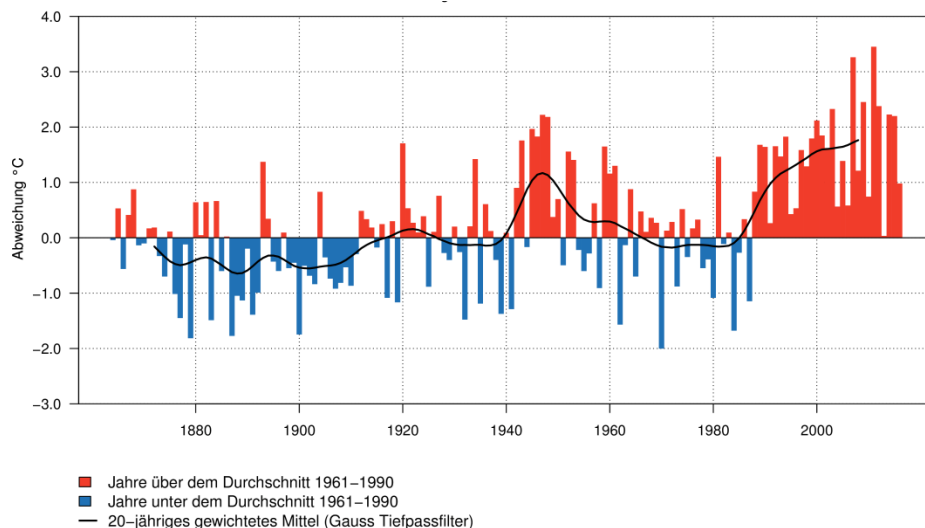 4.0
3.0
2.0
1.0
0.0
−1.0
−2.0
−3.0
Abweichung °C
1880 1900 1920 1940 1960 1980 2000
Jahre über dem Durchschnitt 1961−1990
Jahre unter dem Durchschnitt 1961−1990
20−jähriges gewichtetes Mittel (Gauss Tiefpassfilter)